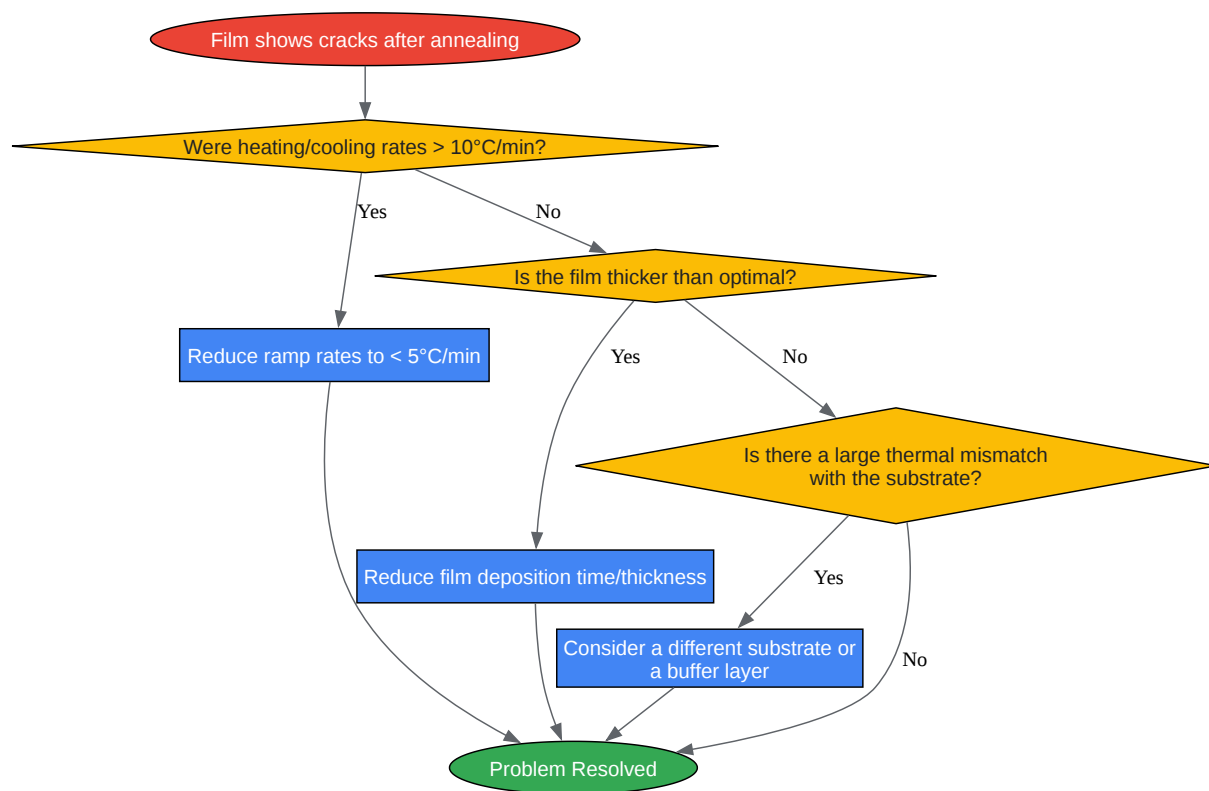 Film shows cracks after annealing
Were heating/cooling rates > 10°C/min?
Yes
No
Is the film thicker than optimal?
Reduce ramp rates to < 5°C/min
Yes
No
Is there a large thermal mismatch
with the substrate?
Reduce film deposition time/thickness
Yes
Consider a different substrate or
a buffer layer
No
Problem Resolved